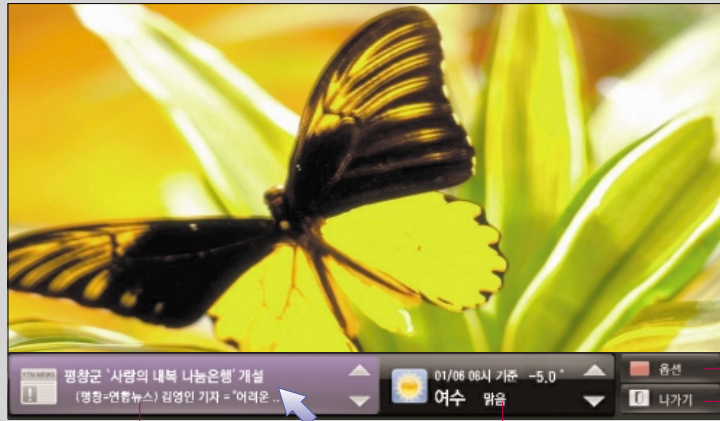 YTN NEWS
평창군 '사랑의 내복 나눔은행' 개설
(평창=연합뉴스) 김영인 기자 = "어려운 ..
01/06 06시 기준 -5.0°
여수 맑음
옵션
나가기